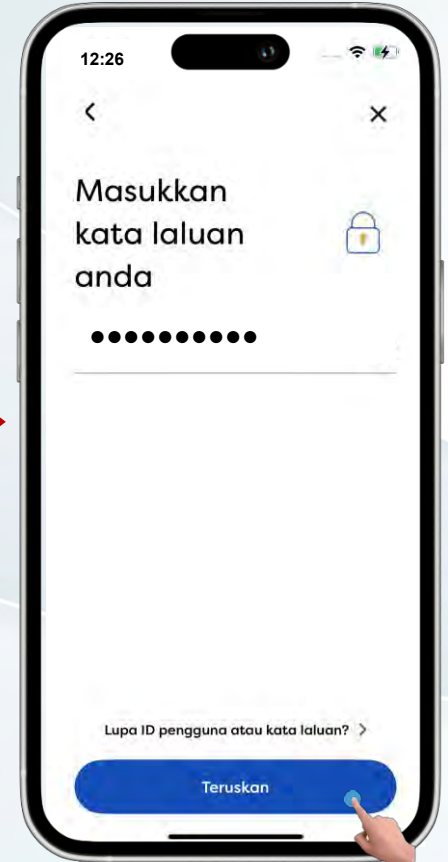 12:26
Masukkan
kata laluan
anda
●●●●●●●●●●
Lupa ID pengguna atau kata laluan? >
Teruskan